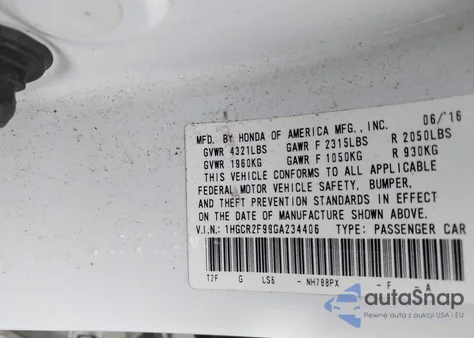 06/'16
MFD. BY HONDA OF AMERICA MFG., INC.
GVWR 4321LBS GAWR F 2315LBS R 2050LBS
GVWR 1960KG GAWR F 1050KG R 930KG
THIS VEHICLE CONFORMS TO ALL APPLICABLE
FEDERAL MOTOR VEHICLE SAFETY, BUMPER,
AND THEFT PREVENTION STANDARDS IN EFFECT
ON THE DATE OF MANUFACTURE SHOWN ABOVE.
V.I.N.: 1HGCR2F99GA234406 TYPE: PASSENGER CAR
T2F G LS6 - NH788PX - F - A
autoSnap
Pewne auta z aukcji USA i EU